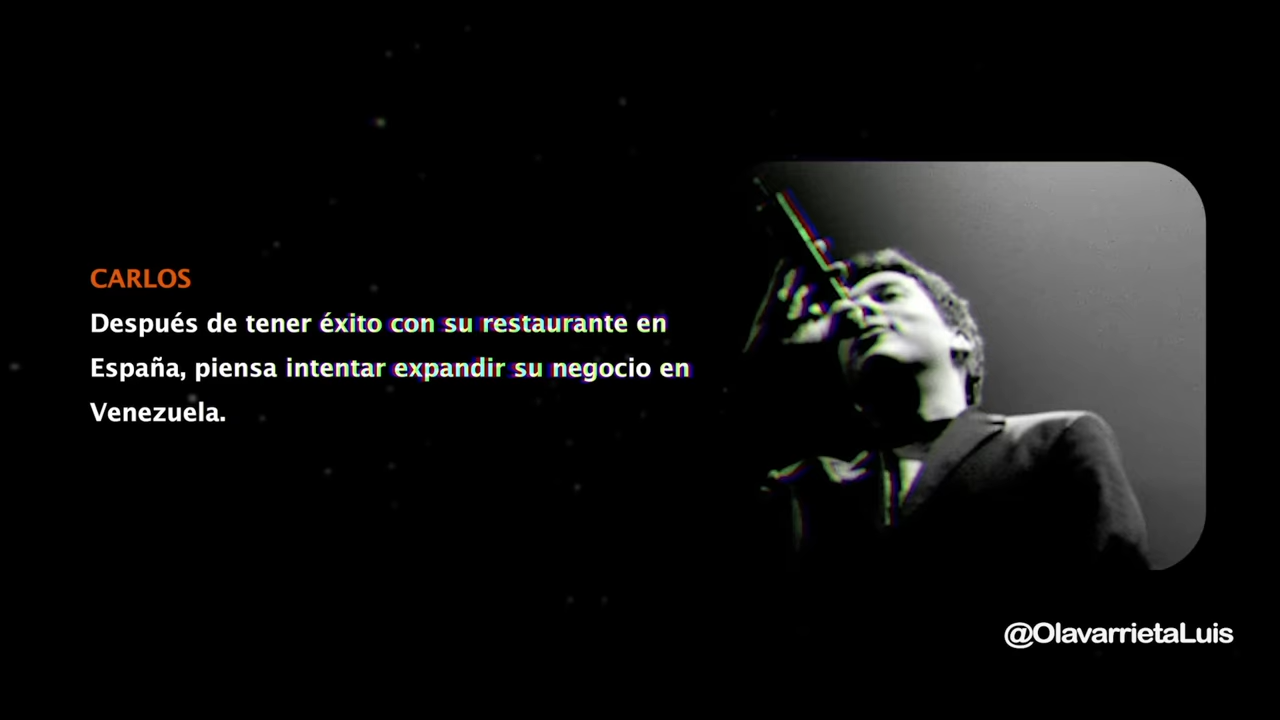 CARLOS
Después de tener éxito con su restaurante en
España, piensa intentar expandir su negocio en
Venezuela.
@OlavarrietaLuis